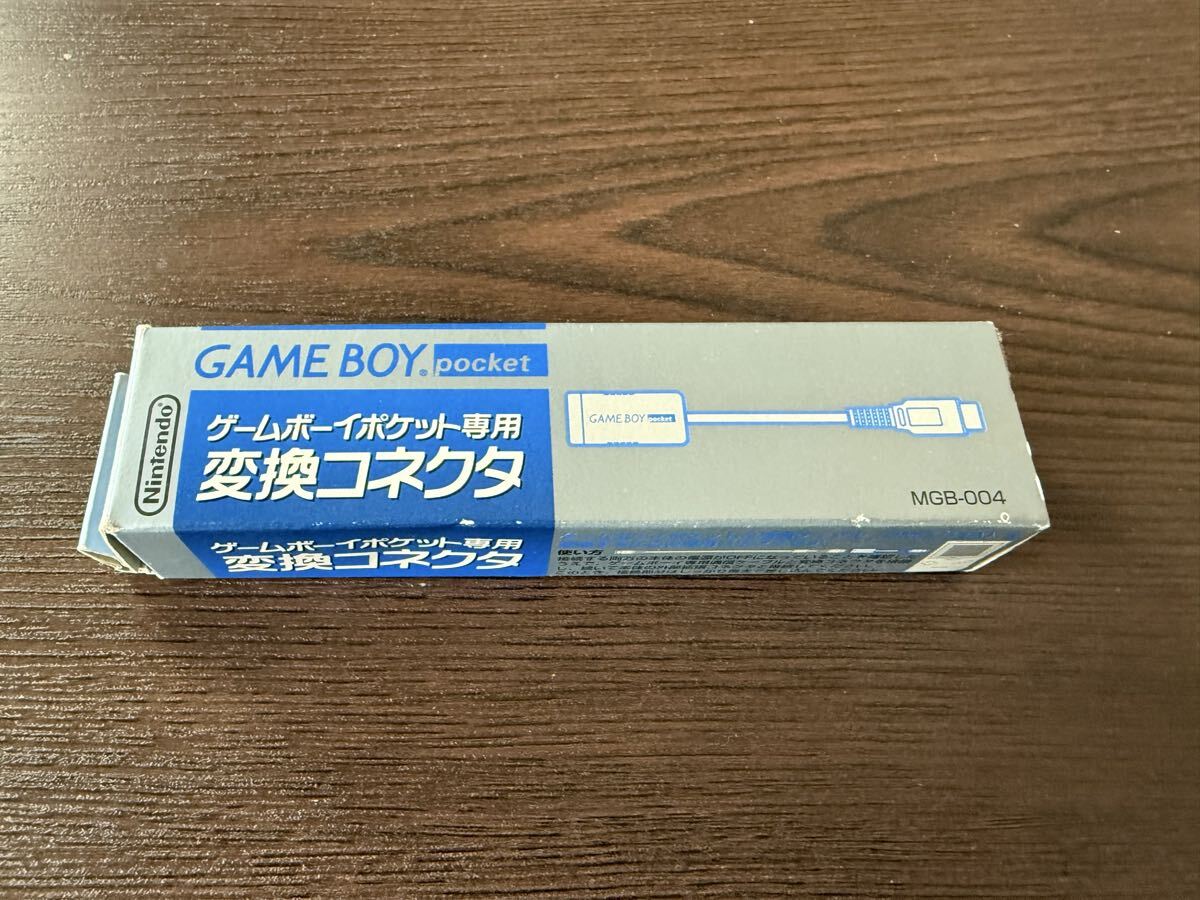 GAME BOY® pocket
Nintendo
ゲームボーイポケット専用
変換コネクタ
GAME BOY pocket
MGB-004
ゲームボーイポケット専用
変換コネクタ
使い方